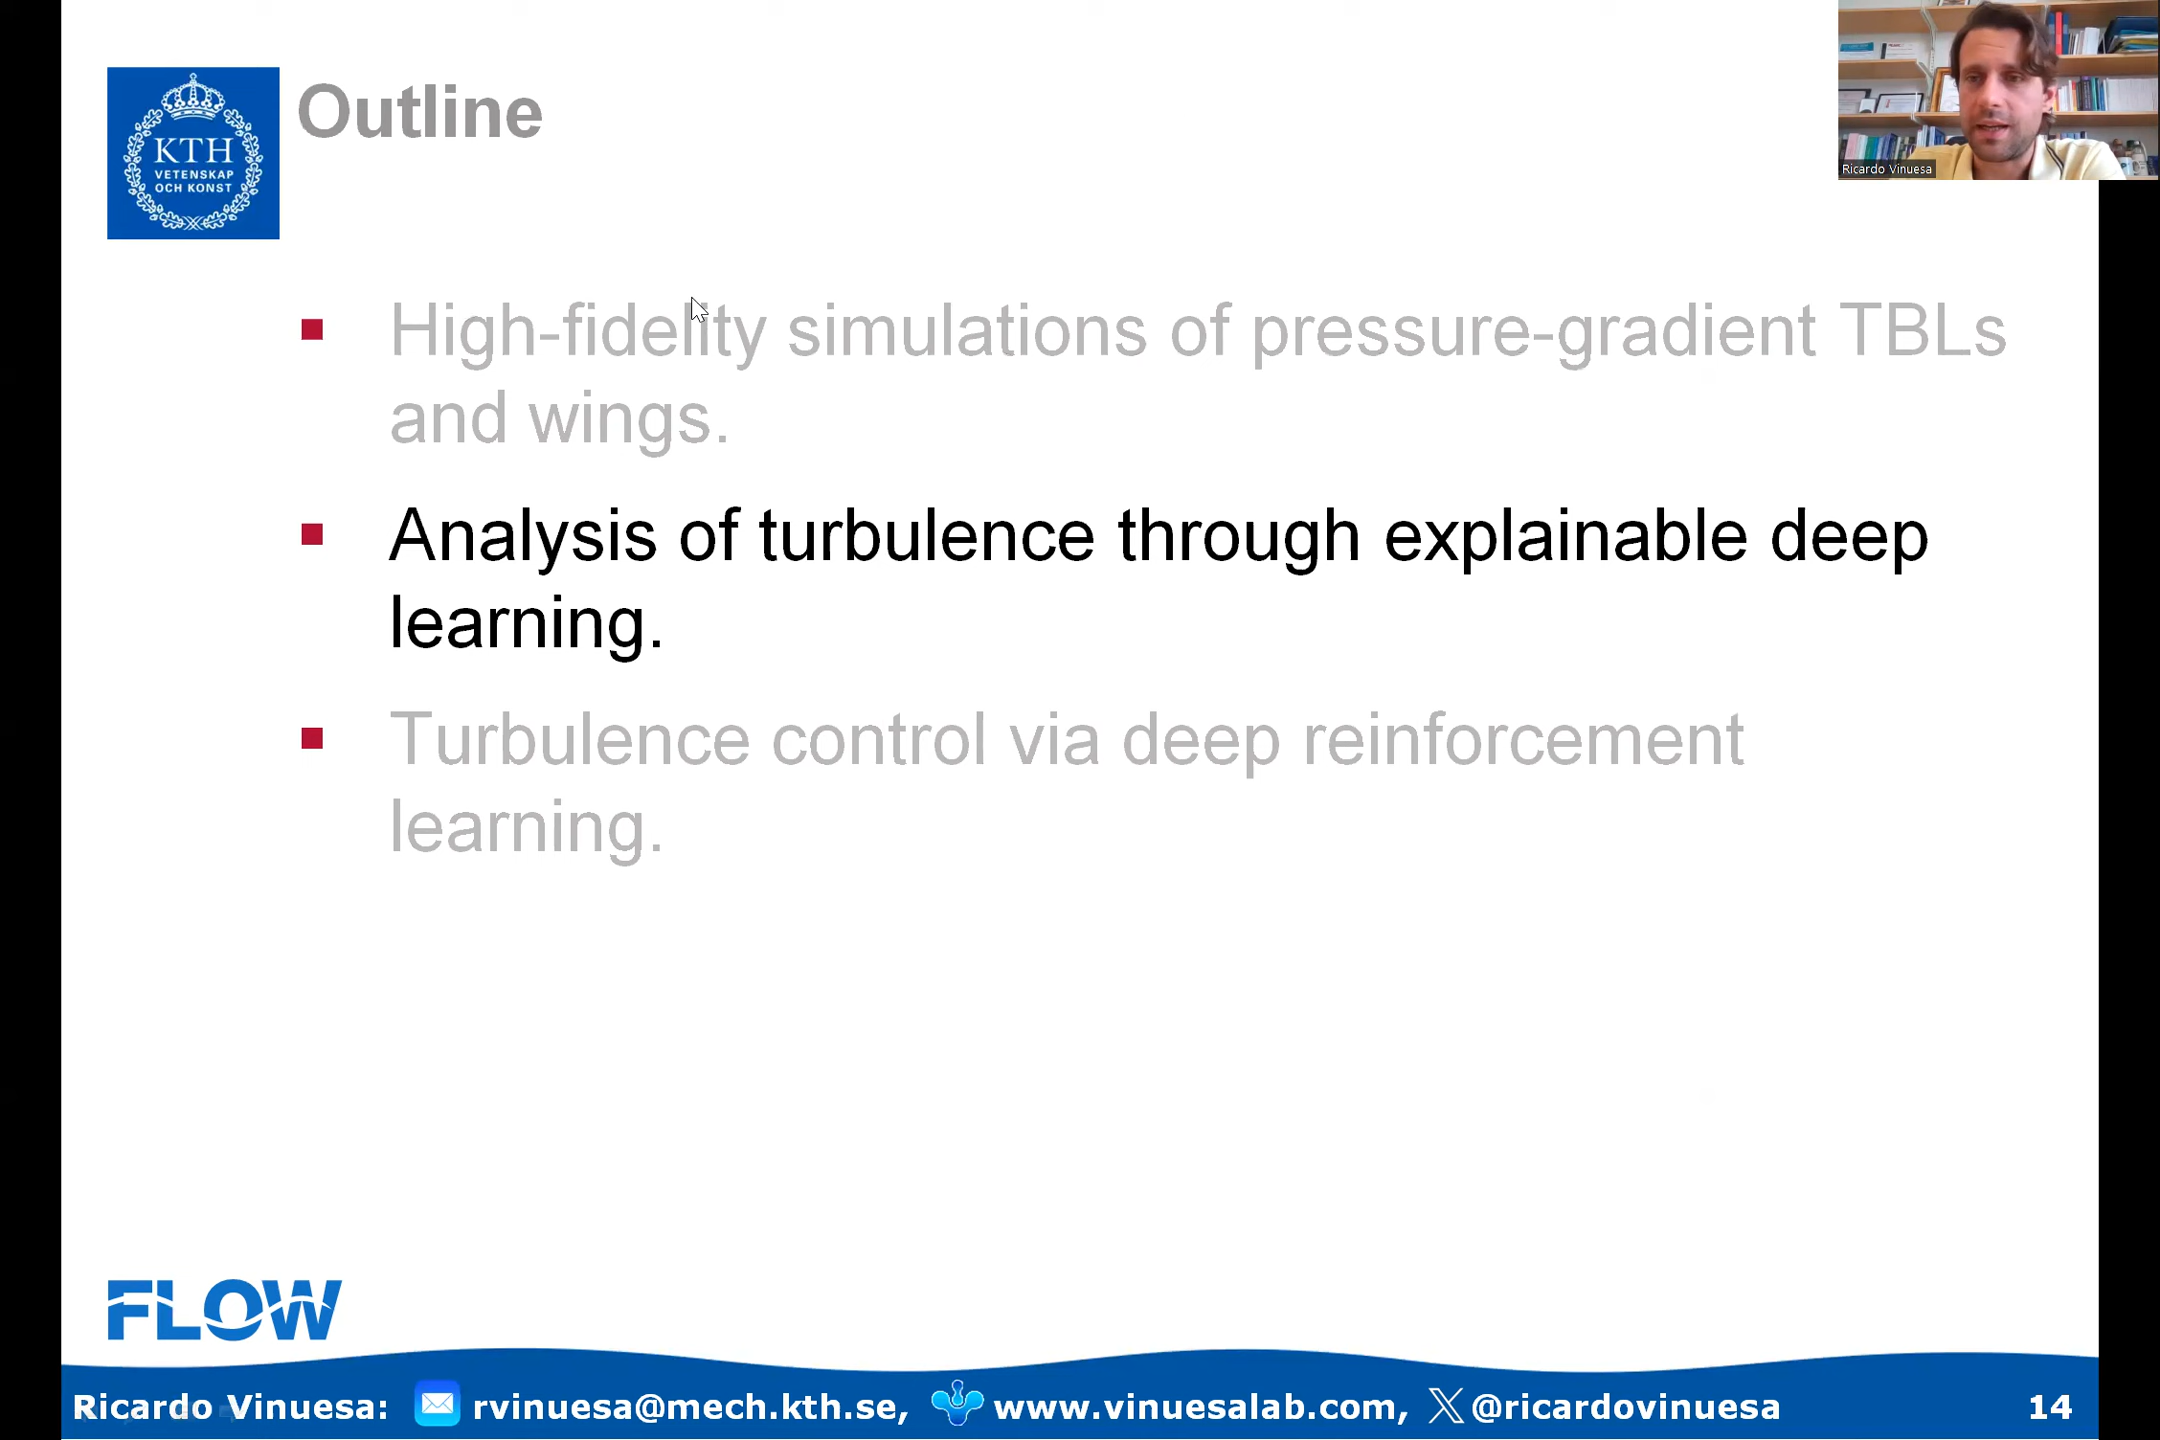 Outline
KTH
VETENSKAP
OCH KONST
Ricardo Vinuesa
High-fidelity simulations of pressure-gradient TBLs
and wings.
Analysis of turbulence through explainable deep
learning.
Turbulence control via deep reinforcement
learning.
FLOW
Ricardo Vinuesa: rvinuesa@mech.kth.se, www.vinuesalab.com, @ricardovinuesa 14